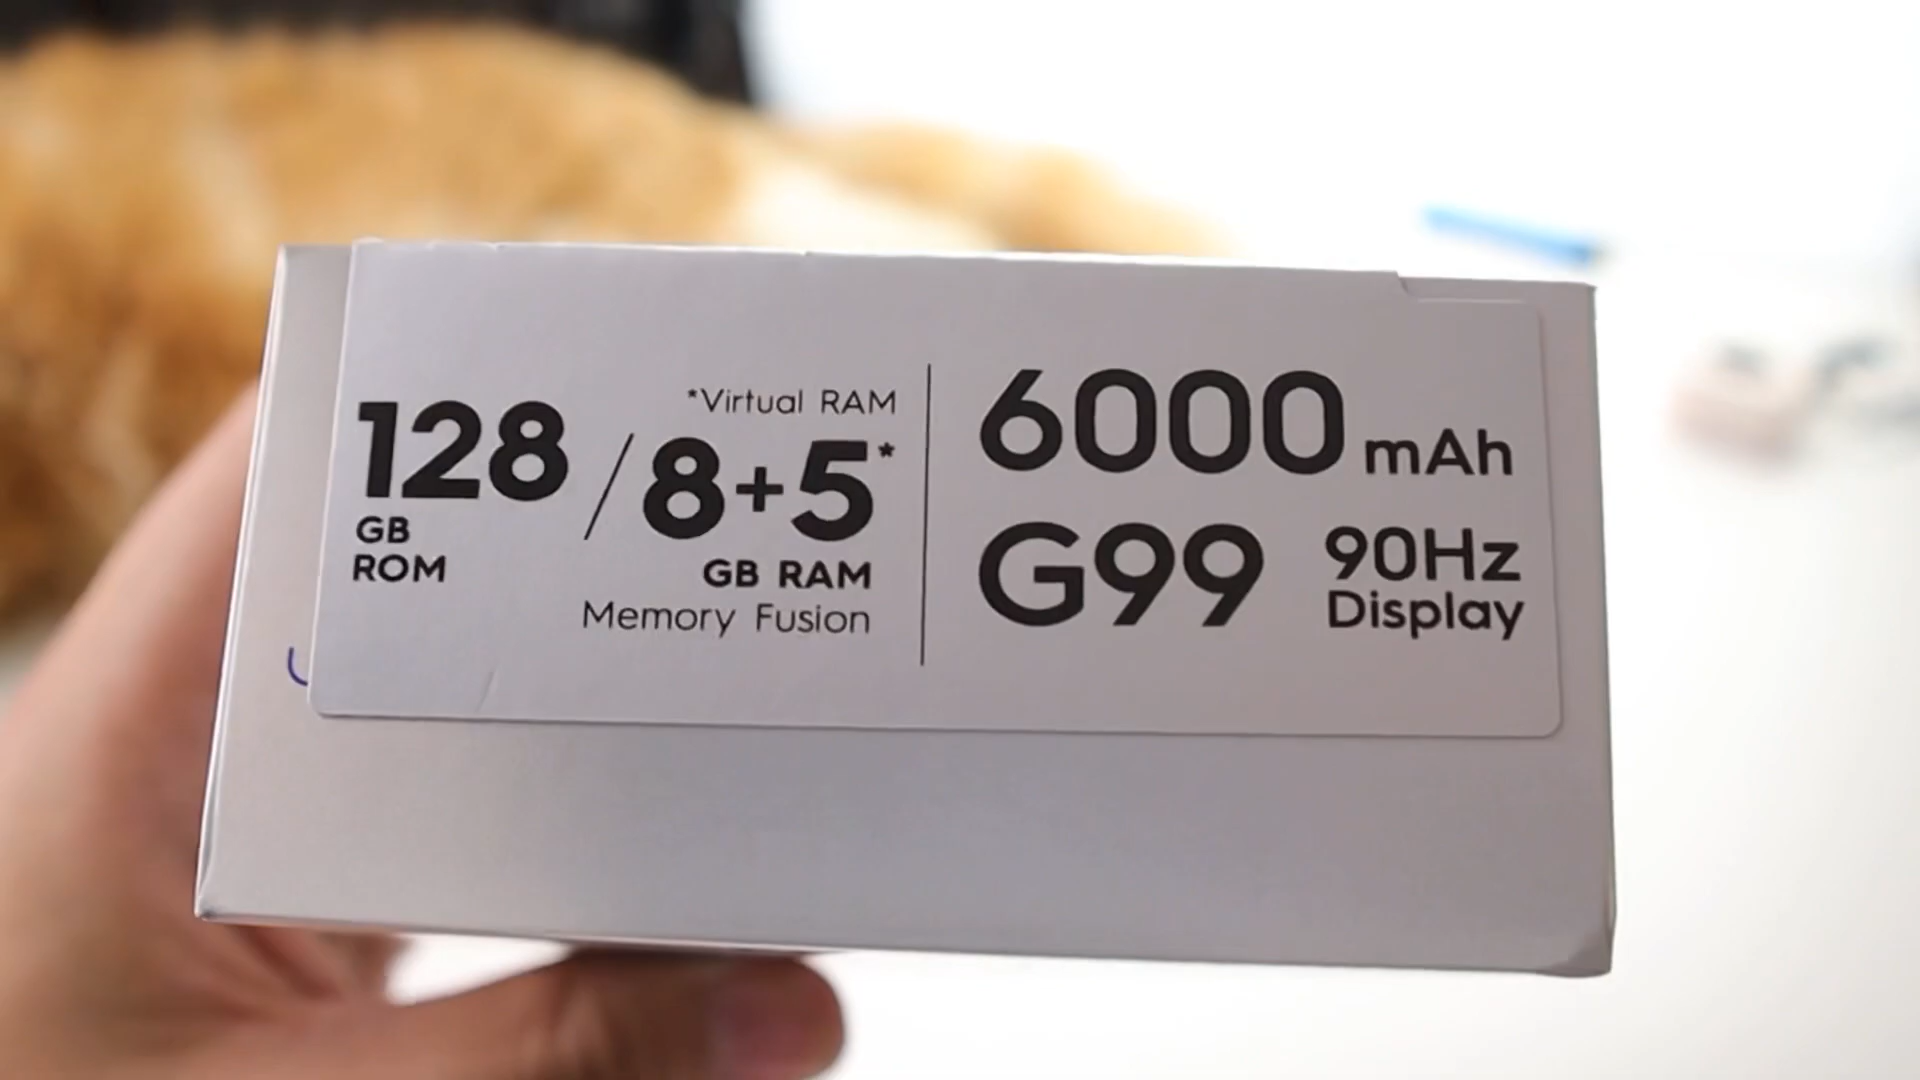 128
GB
ROM
/
*Virtual RAM
8+5*
GB RAM
Memory Fusion
6000 mAh
G99
90Hz
Display